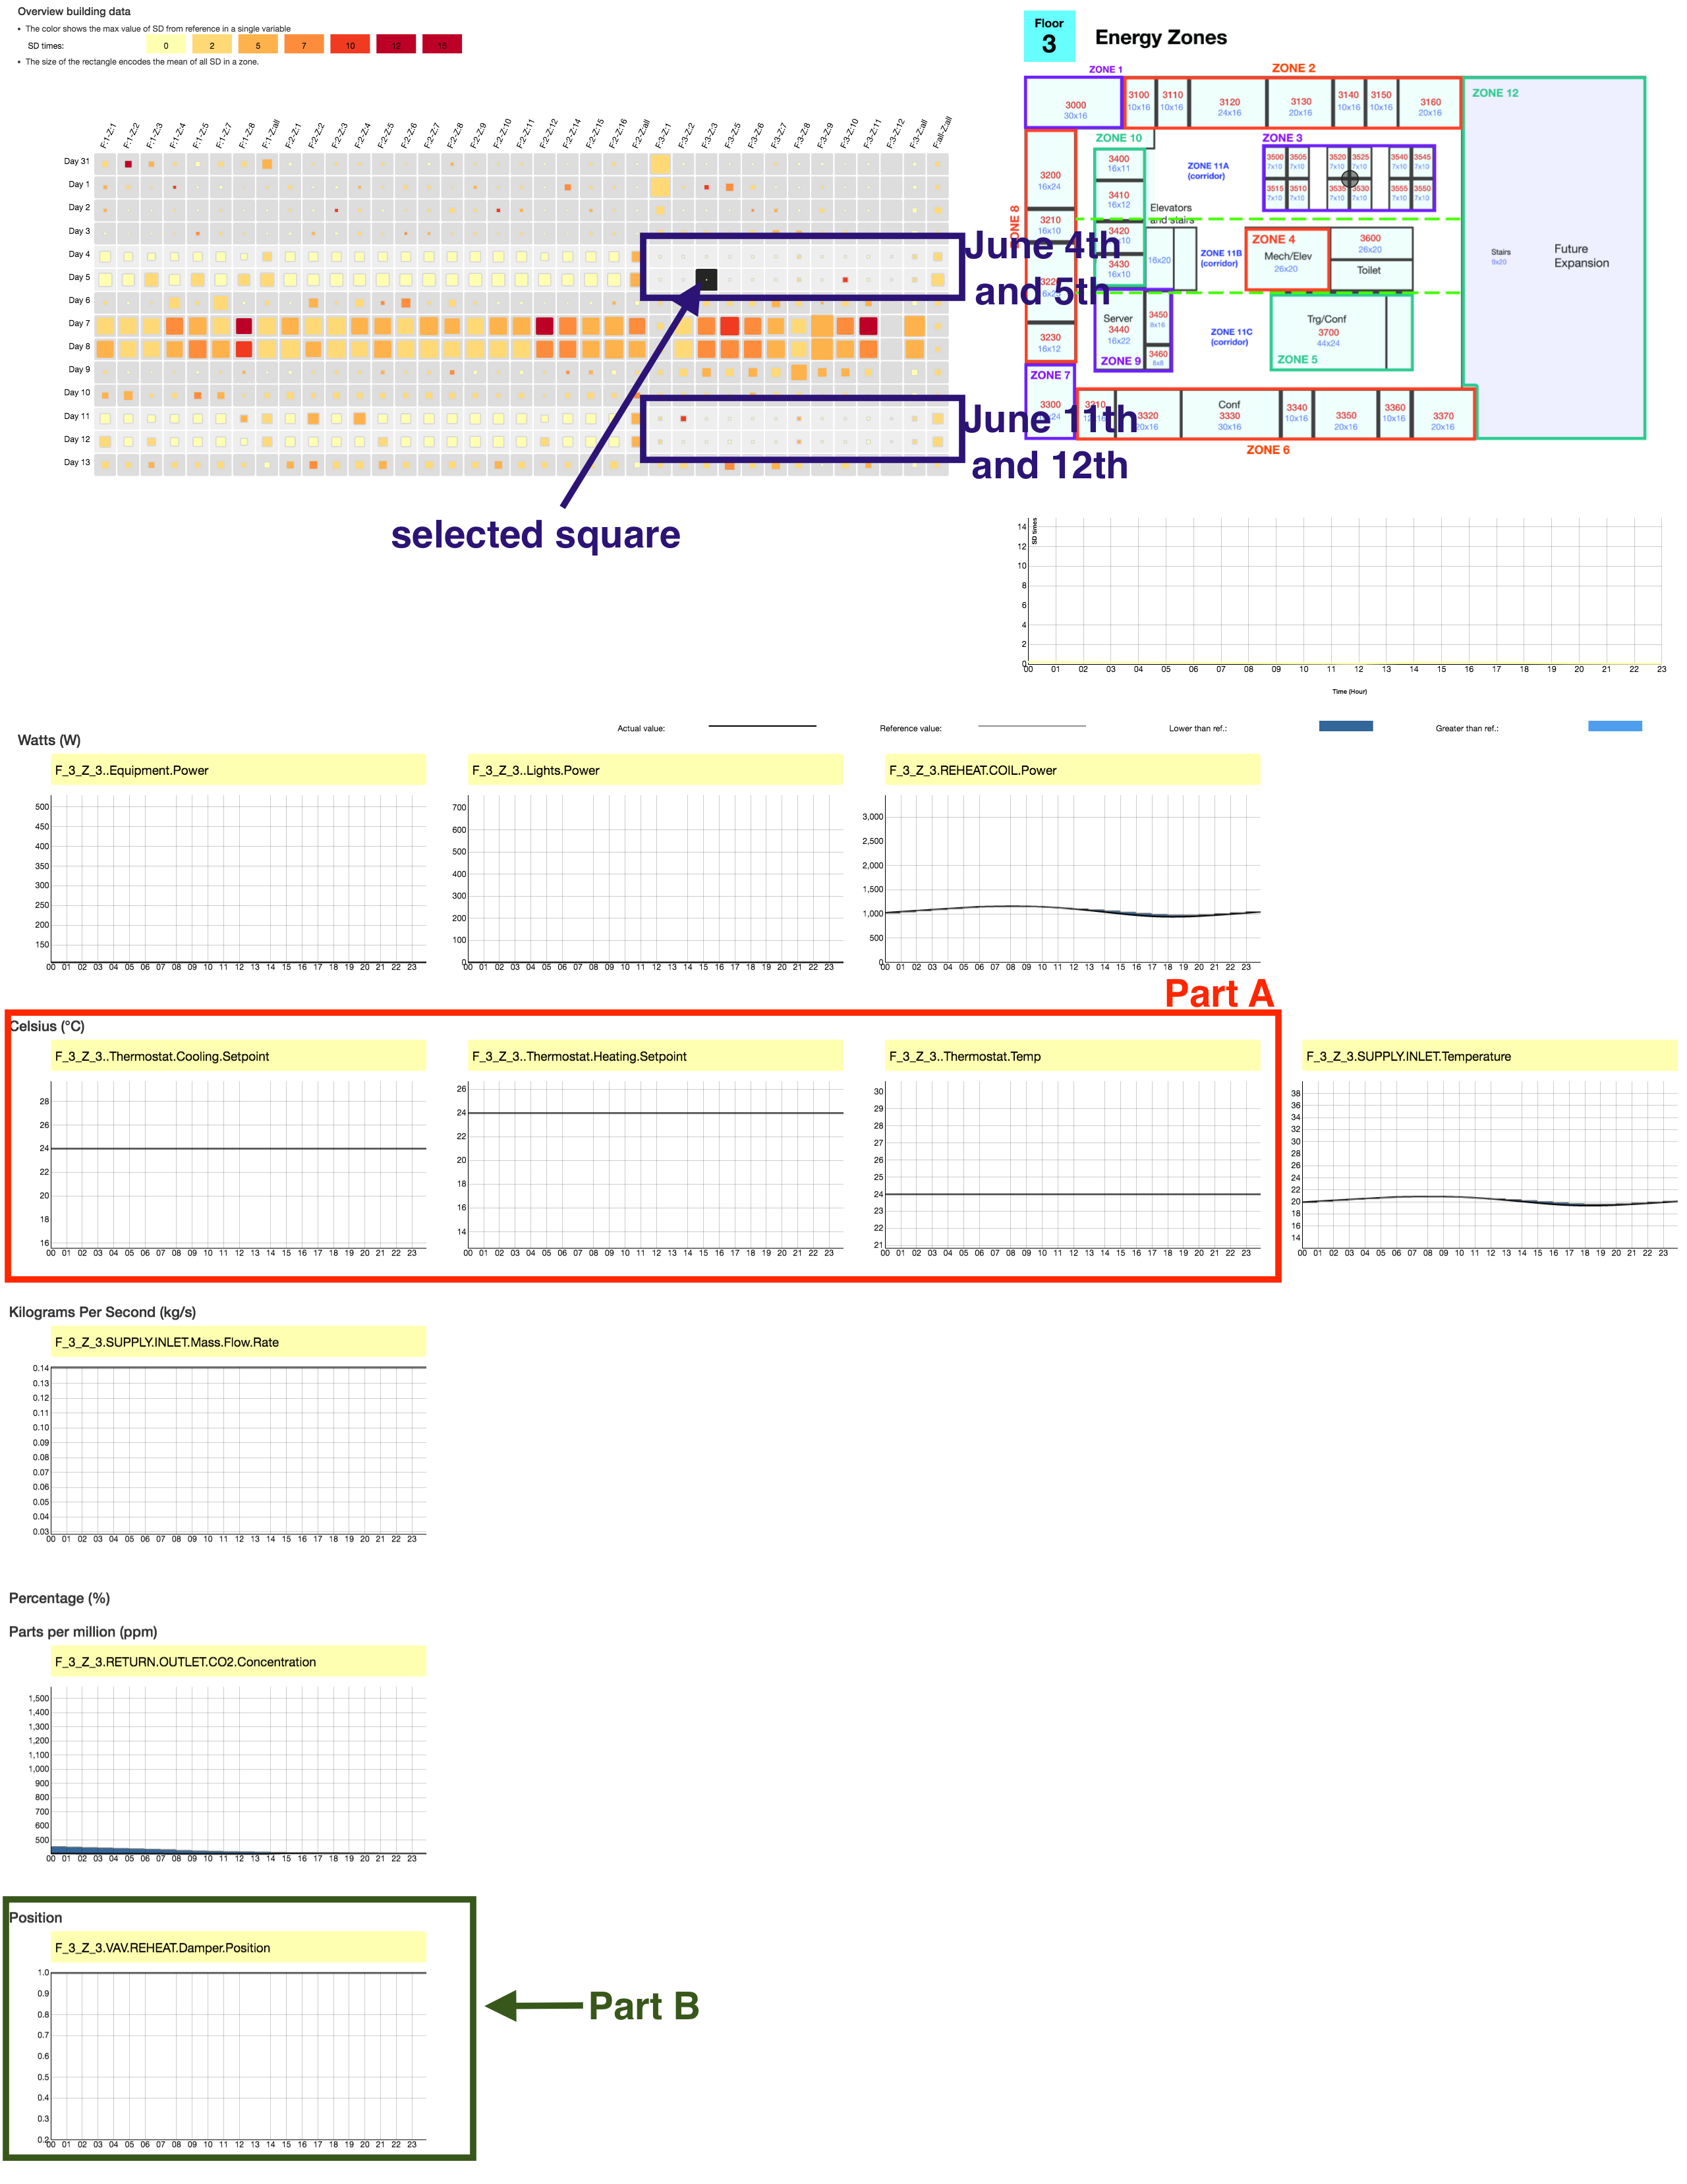 Overview building data
• The color shows the max value of SD from reference in a single variable
SD times:
0 2 5 7 10 12 15
• The size of the rectangle encodes the mean of all SD in a zone.
F:1-Z:1 F:1-Z:2 F:1-Z:3 F:1-Z:4 F:1-Z:5 F:1-Z:7 F:1-Z:8 F:1-Z:all F:2-Z:1 F:2-Z:2 F:2-Z:3 F:2-Z:4 F:2-Z:5 F:2-Z:6 F:2-Z:7 F:2-Z:8 F:2-Z:9 F:2-Z:10 F:2-Z:11 F:2-Z:12 F:2-Z:14 F:2-Z:15 F:2-Z:16 F:2-Z:all F:3-Z:1 F:3-Z:2 F:3-Z:3 F:3-Z:5 F:3-Z:6 F:3-Z:7 F:3-Z:8 F:3-Z:9 F:3-Z:10 F:3-Z:11 F:3-Z:12 F:3-Z:all F:all-Z:all
Day 31
Day 1
Day 2
Day 3
Day 4
Day 5
Day 6
Day 7
Day 8
Day 9
Day 10
Day 11
Day 12
Day 13
June 4th
and 5th
June 11th
and 12th
selected square
Floor
3
Energy Zones
ZONE 1
ZONE 2
3000
30x16
3100
10x16
3110
10x16
3120
24x16
3130
20x16
3140
10x16
3150
10x16
3160
20x16
ZONE 12
ZONE 10
ZONE 3
3400
16x11
3410
16x12
3420
3430
16x10
ZONE 11A
(corridor)
3500 3505 3520 3525 3540 3545
7x10 7x10 7x10 7x10 7x10 7x10
3515 3510 3535 3530 3555 3550
7x10 7x10 7x10 7x10 7x10 7x10
3200
16x24
3210
16x10
ZONE 8
3230
16x12
Elevators
and stairs
16x20
ZONE 11B
(corridor)
ZONE 4
Mech/Elev
26x20
3600
26x20
Toilet
Stairs
9x20
Future
Expansion
Server
3440
16x22
ZONE 9
3450
8x16
3460
8x8
ZONE 11C
(corridor)
Trg/Conf
3700
44x24
ZONE 5
ZONE 7
3300
3320
20x16
Conf
3330
30x16
3340
10x16
3350
20x16
3360
10x16
3370
20x16
ZONE 6
SD times
14
12
10
8
6
4
2
0
00 01 02 03 04 05 06 07 08 09 10 11 12 13 14 15 16 17 18 19 20 21 22 23
Time (Hour)
Actual value: Reference value: Lower than ref.: Greater than ref.:
Watts (W)
F_3_Z_3..Equipment.Power
500
450
400
350
300
250
200
150
00 01 02 03 04 05 06 07 08 09 10 11 12 13 14 15 16 17 18 19 20 21 22 23
F_3_Z_3..Lights.Power
700
600
500
400
300
200
100
0
00 01 02 03 04 05 06 07 08 09 10 11 12 13 14 15 16 17 18 19 20 21 22 23
F_3_Z_3.REHEAT.COIL.Power
3,000
2,500
2,000
1,500
1,000
500
0
00 01 02 03 04 05 06 07 08 09 10 11 12 13 14 15 16 17 18 19 20 21 22 23
Part A
Celsius (°C)
F_3_Z_3..Thermostat.Cooling.Setpoint
28
26
24
22
20
18
16
00 01 02 03 04 05 06 07 08 09 10 11 12 13 14 15 16 17 18 19 20 21 22 23
F_3_Z_3..Thermostat.Heating.Setpoint
26
24
22
20
18
16
14
00 01 02 03 04 05 06 07 08 09 10 11 12 13 14 15 16 17 18 19 20 21 22 23
F_3_Z_3..Thermostat.Temp
30
29
28
27
26
25
24
23
22
21
00 01 02 03 04 05 06 07 08 09 10 11 12 13 14 15 16 17 18 19 20 21 22 23
F_3_Z_3.SUPPLY.INLET.Temperature
38
36
34
32
30
28
26
24
22
20
18
16
14
00 01 02 03 04 05 06 07 08 09 10 11 12 13 14 15 16 17 18 19 20 21 22 23
Kilograms Per Second (kg/s)
F_3_Z_3.SUPPLY.INLET.Mass.Flow.Rate
0.14
0.13
0.12
0.11
0.10
0.09
0.08
0.07
0.06
0.05
0.04
0.03
00 01 02 03 04 05 06 07 08 09 10 11 12 13 14 15 16 17 18 19 20 21 22 23
Percentage (%)
Parts per million (ppm)
F_3_Z_3.RETURN.OUTLET.CO2.Concentration
1,500
1,400
1,300
1,200
1,100
1,000
900
800
700
600
500
00 01 02 03 04 05 06 07 08 09 10 11 12 13 14 15 16 17 18 19 20 21 22 23
Position
F_3_Z_3.VAV.REHEAT.Damper.Position
1.0
0.9
0.8
0.7
0.6
0.5
0.4
0.3
0.2
00 01 02 03 04 05 06 07 08 09 10 11 12 13 14 15 16 17 18 19 20 21 22 23
Part B